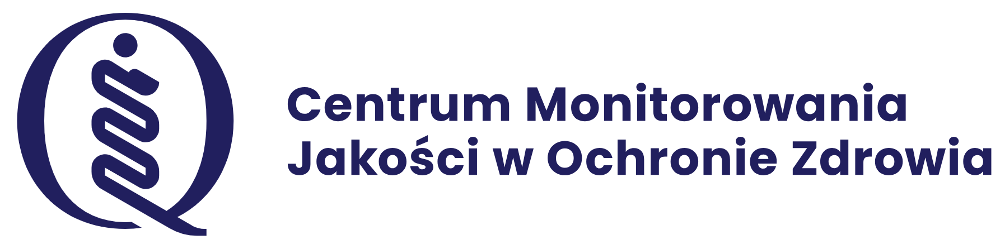 Centrum Monitorowania
Jakości w Ochronie Zdrowia